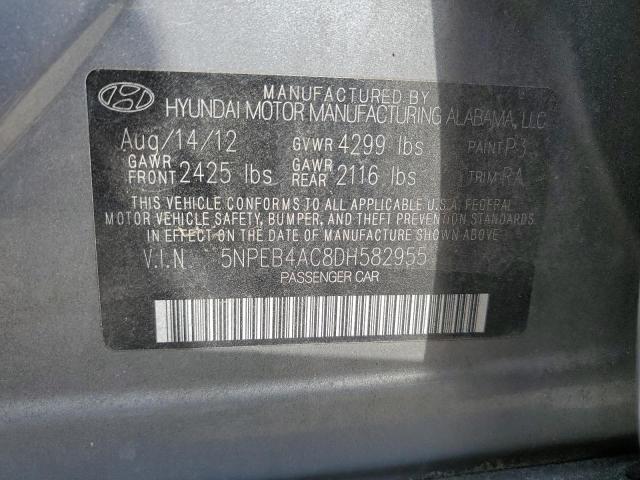 MANUFACTURED BY
HYUNDAI MOTOR MANUFACTURING ALABAMA, LLC
Aug/14/12 GVWR 4299 lbs PAINT P3
GAWR FRONT 2425 lbs GAWR REAR 2116 lbs TRIM RA
THIS VEHICLE CONFORMS TO ALL APPLICABLE U.S.A. FEDERAL
MOTOR VEHICLE SAFETY, BUMPER, AND THEFT PREVENTION STANDARDS
IN EFFECT ON THE DATE OF MANUFACTURE SHOWN ABOVE.
V.I.N. 5NPEB4AC8DH582955
PASSENGER CAR